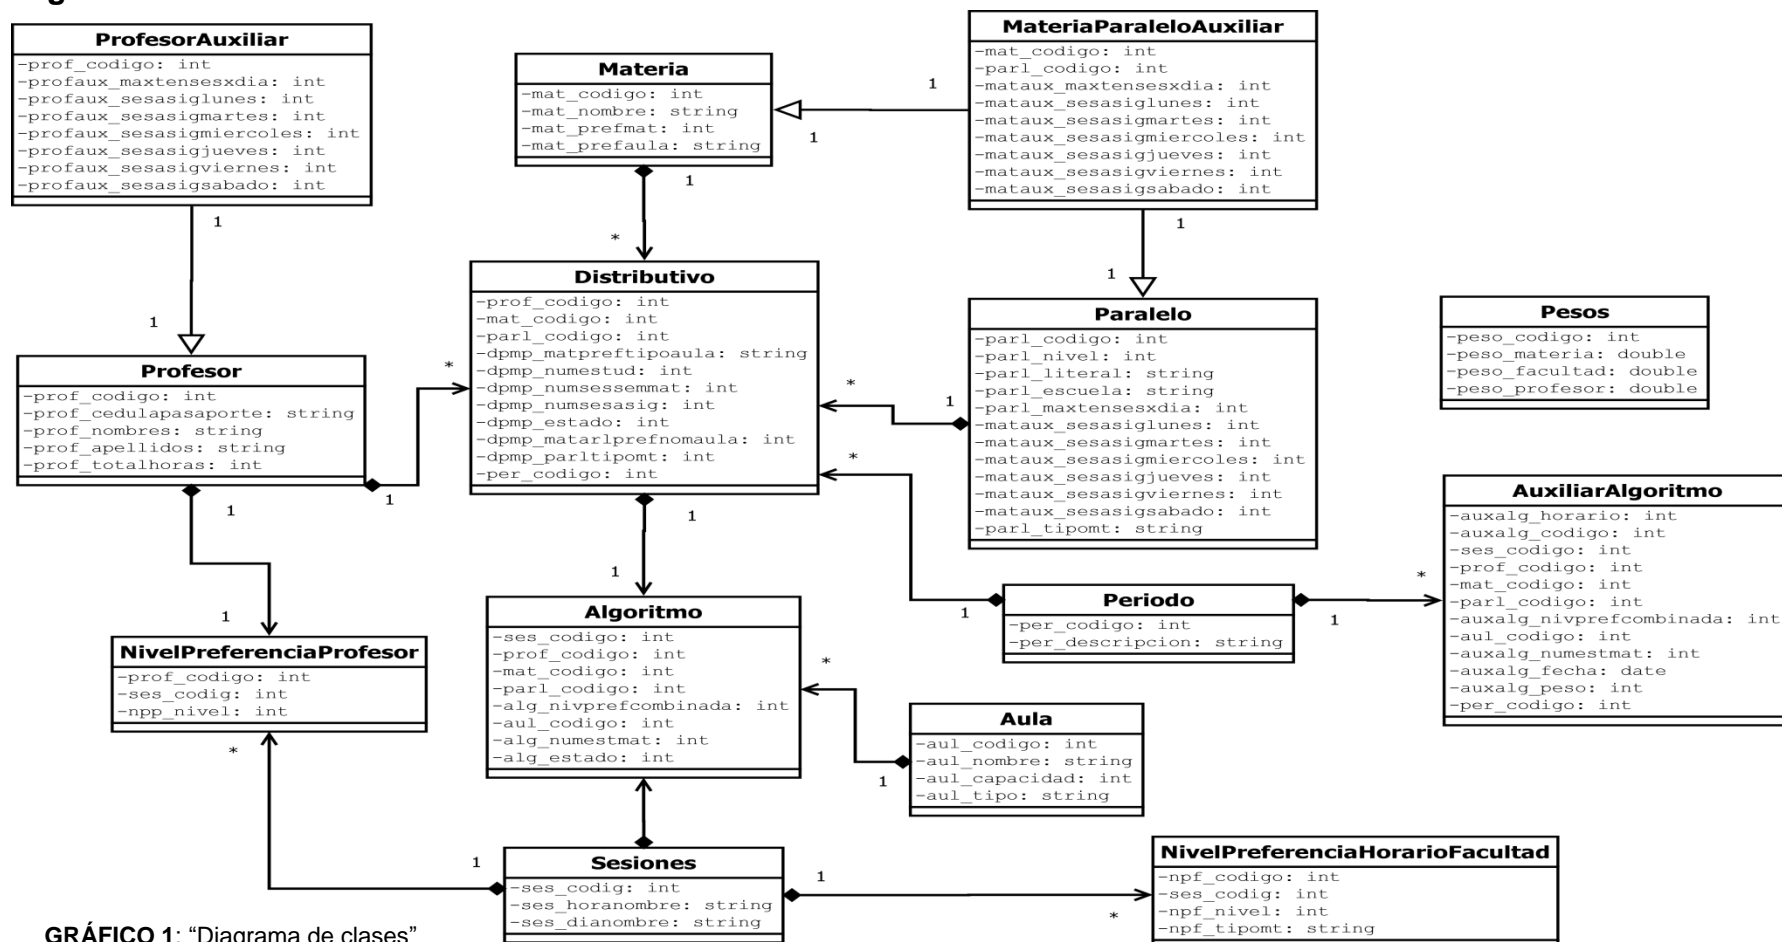 ProfesorAuxiliar
-prof_codigo: int
-profaux_maxtensesxdia: int
-profaux_sesasiglunes: int
-profaux_sesasigmartes: int
-profaux_sesasigmiercoles: int
-profaux_sesasigjueves: int
-profaux_sesasigviernes: int
-profaux_sesasigsabado: int
1
1
Materia
-mat_codigo: int
-mat_nombre: string
-mat_prefmat: int
-mat_prefaula: string
1
*
1
1
MateriaParaleloAuxiliar
-mat_codigo: int
-parl_codigo: int
-mataux_maxtensesxdia: int
-mataux_sesasiglunes: int
-mataux_sesasigmartes: int
-mataux_sesasigmiercoles: int
-mataux_sesasigjueves: int
-mataux_sesasigviernes: int
-mataux_sesasigsabado: int
1
1
Profesor
-prof_codigo: int
-prof_cedulapasaporte: string
-prof_nombres: string
-prof_apellidos: string
-prof_totalhoras: int
1
1
*
1
Distributivo
-prof_codigo: int
-mat_codigo: int
-parl_codigo: int
-dpmp_matpreftipoaula: string
-dpmp_numestud: int
-dpmp_numsessemmat: int
-dpmp_numsesasig: int
-dpmp_estado: int
-dpmp_matarlprefnomaula: int
-dpmp_parltipomt: int
-per_codigo: int
1
1
*
1
*
1
Paralelo
-parl_codigo: int
-parl_nivel: int
-parl_literal: string
-parl_escuela: string
-parl_maxtensesxdia: int
-mataux_sesasiglunes: int
-mataux_sesasigmartes: int
-mataux_sesasigmiercoles: int
-mataux_sesasigjueves: int
-mataux_sesasigviernes: int
-mataux_sesasigsabado: int
-parl_tipomt: string
Pesos
-peso_codigo: int
-peso_materia: double
-peso_facultad: double
-peso_profesor: double
AuxiliarAlgoritmo
-auxalg_horario: int
-auxalg_codigo: int
-ses_codigo: int
-prof_codigo: int
-mat_codigo: int
-parl_codigo: int
-auxalg_nivprefcombinada: int
-aul_codigo: int
-auxalg_numestmat: int
-auxalg_fecha: date
-auxalg_peso: int
-per_codigo: int
Periodo
-per_codigo: int
-per_descripcion: string
1
*
NivelPreferenciaProfesor
-prof_codigo: int
-ses_codig: int
-npp_nivel: int
*
Algoritmo
-ses_codigo: int
-prof_codigo: int
-mat_codigo: int
-parl_codigo: int
-alg_nivprefcombinada: int
-aul_codigo: int
-alg_numestmat: int
-alg_estado: int
*
1
Aula
-aul_codigo: int
-aul_nombre: string
-aul_capacidad: int
-aul_tipo: string
1
Sesiones
-ses_codig: int
-ses_horanombre: string
-ses_dianombre: string
1
*
NivelPreferenciaHorarioFacultad
-npf_codigo: int
-ses_codig: int
-npf_nivel: int
-npf_tipomt: string
GRÁFICO 1: “Diagrama de clases”